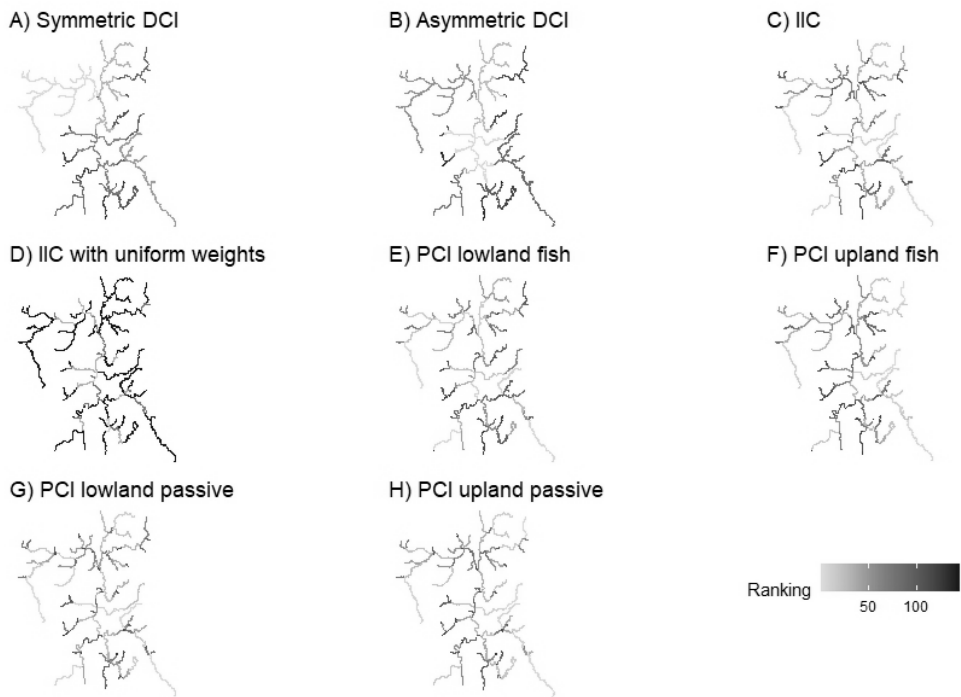 A) Symmetric DCI
B) Asymmetric DCI
C) IIC
D) IIC with uniform weights
E) PCI lowland fish
F) PCI upland fish
G) PCI lowland passive
H) PCI upland passive
Ranking
50 100